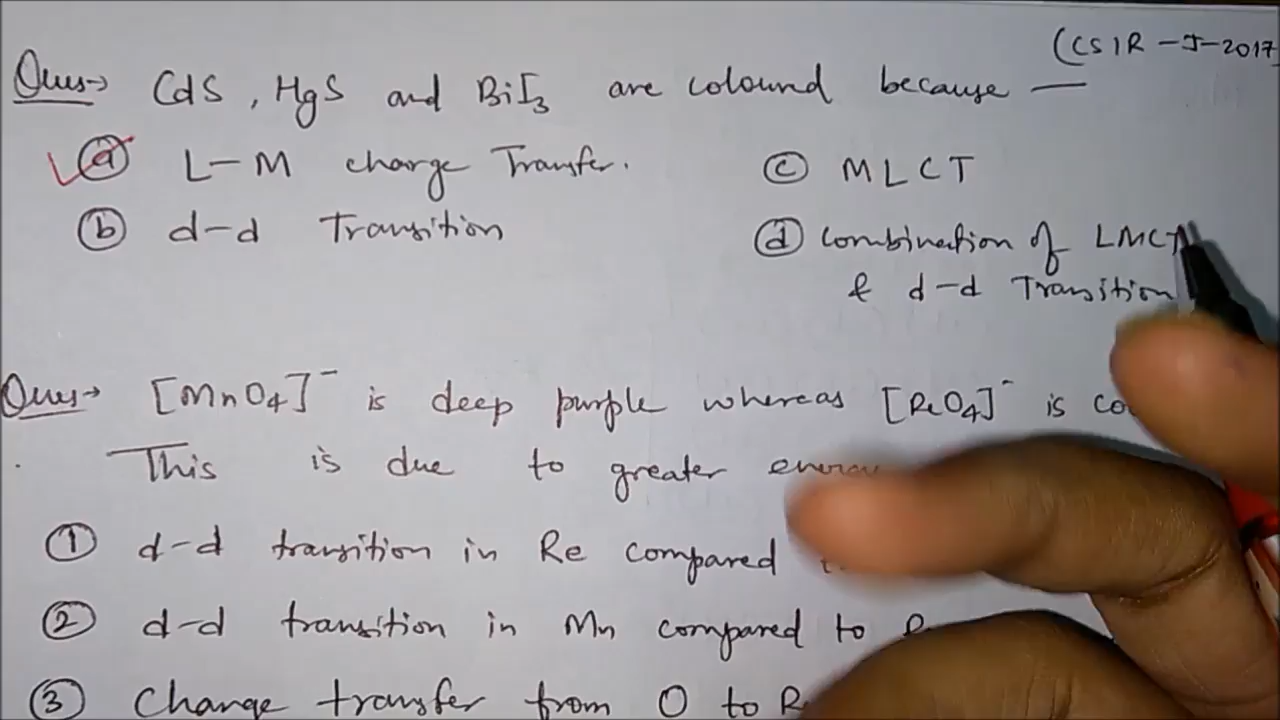 (CSIR - J-2017)
Ques→ CdS, HgS and BiI3 are coloured because —
(a) L-M charge Transfer.
(b) d-d Transition
(c) MLCT
(d) Combination of LMCT
& d-d Transition
Ques→ [MnO4]⁻ is deep purple whereas [ReO4]⁻ is
This is due to greater
(1) d-d transition in Re compared
(2) d-d transition in Mn compared to
(3) Change transfer from O to